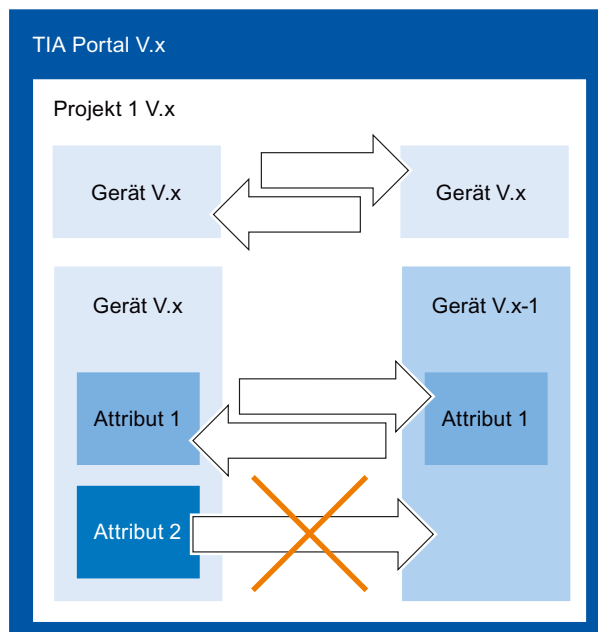 TIA Portal V.x
Projekt 1 V.x
Gerät V.x
Gerät V.x
Gerät V.x
Gerät V.x-1
Attribut 1
Attribut 1
Attribut 2